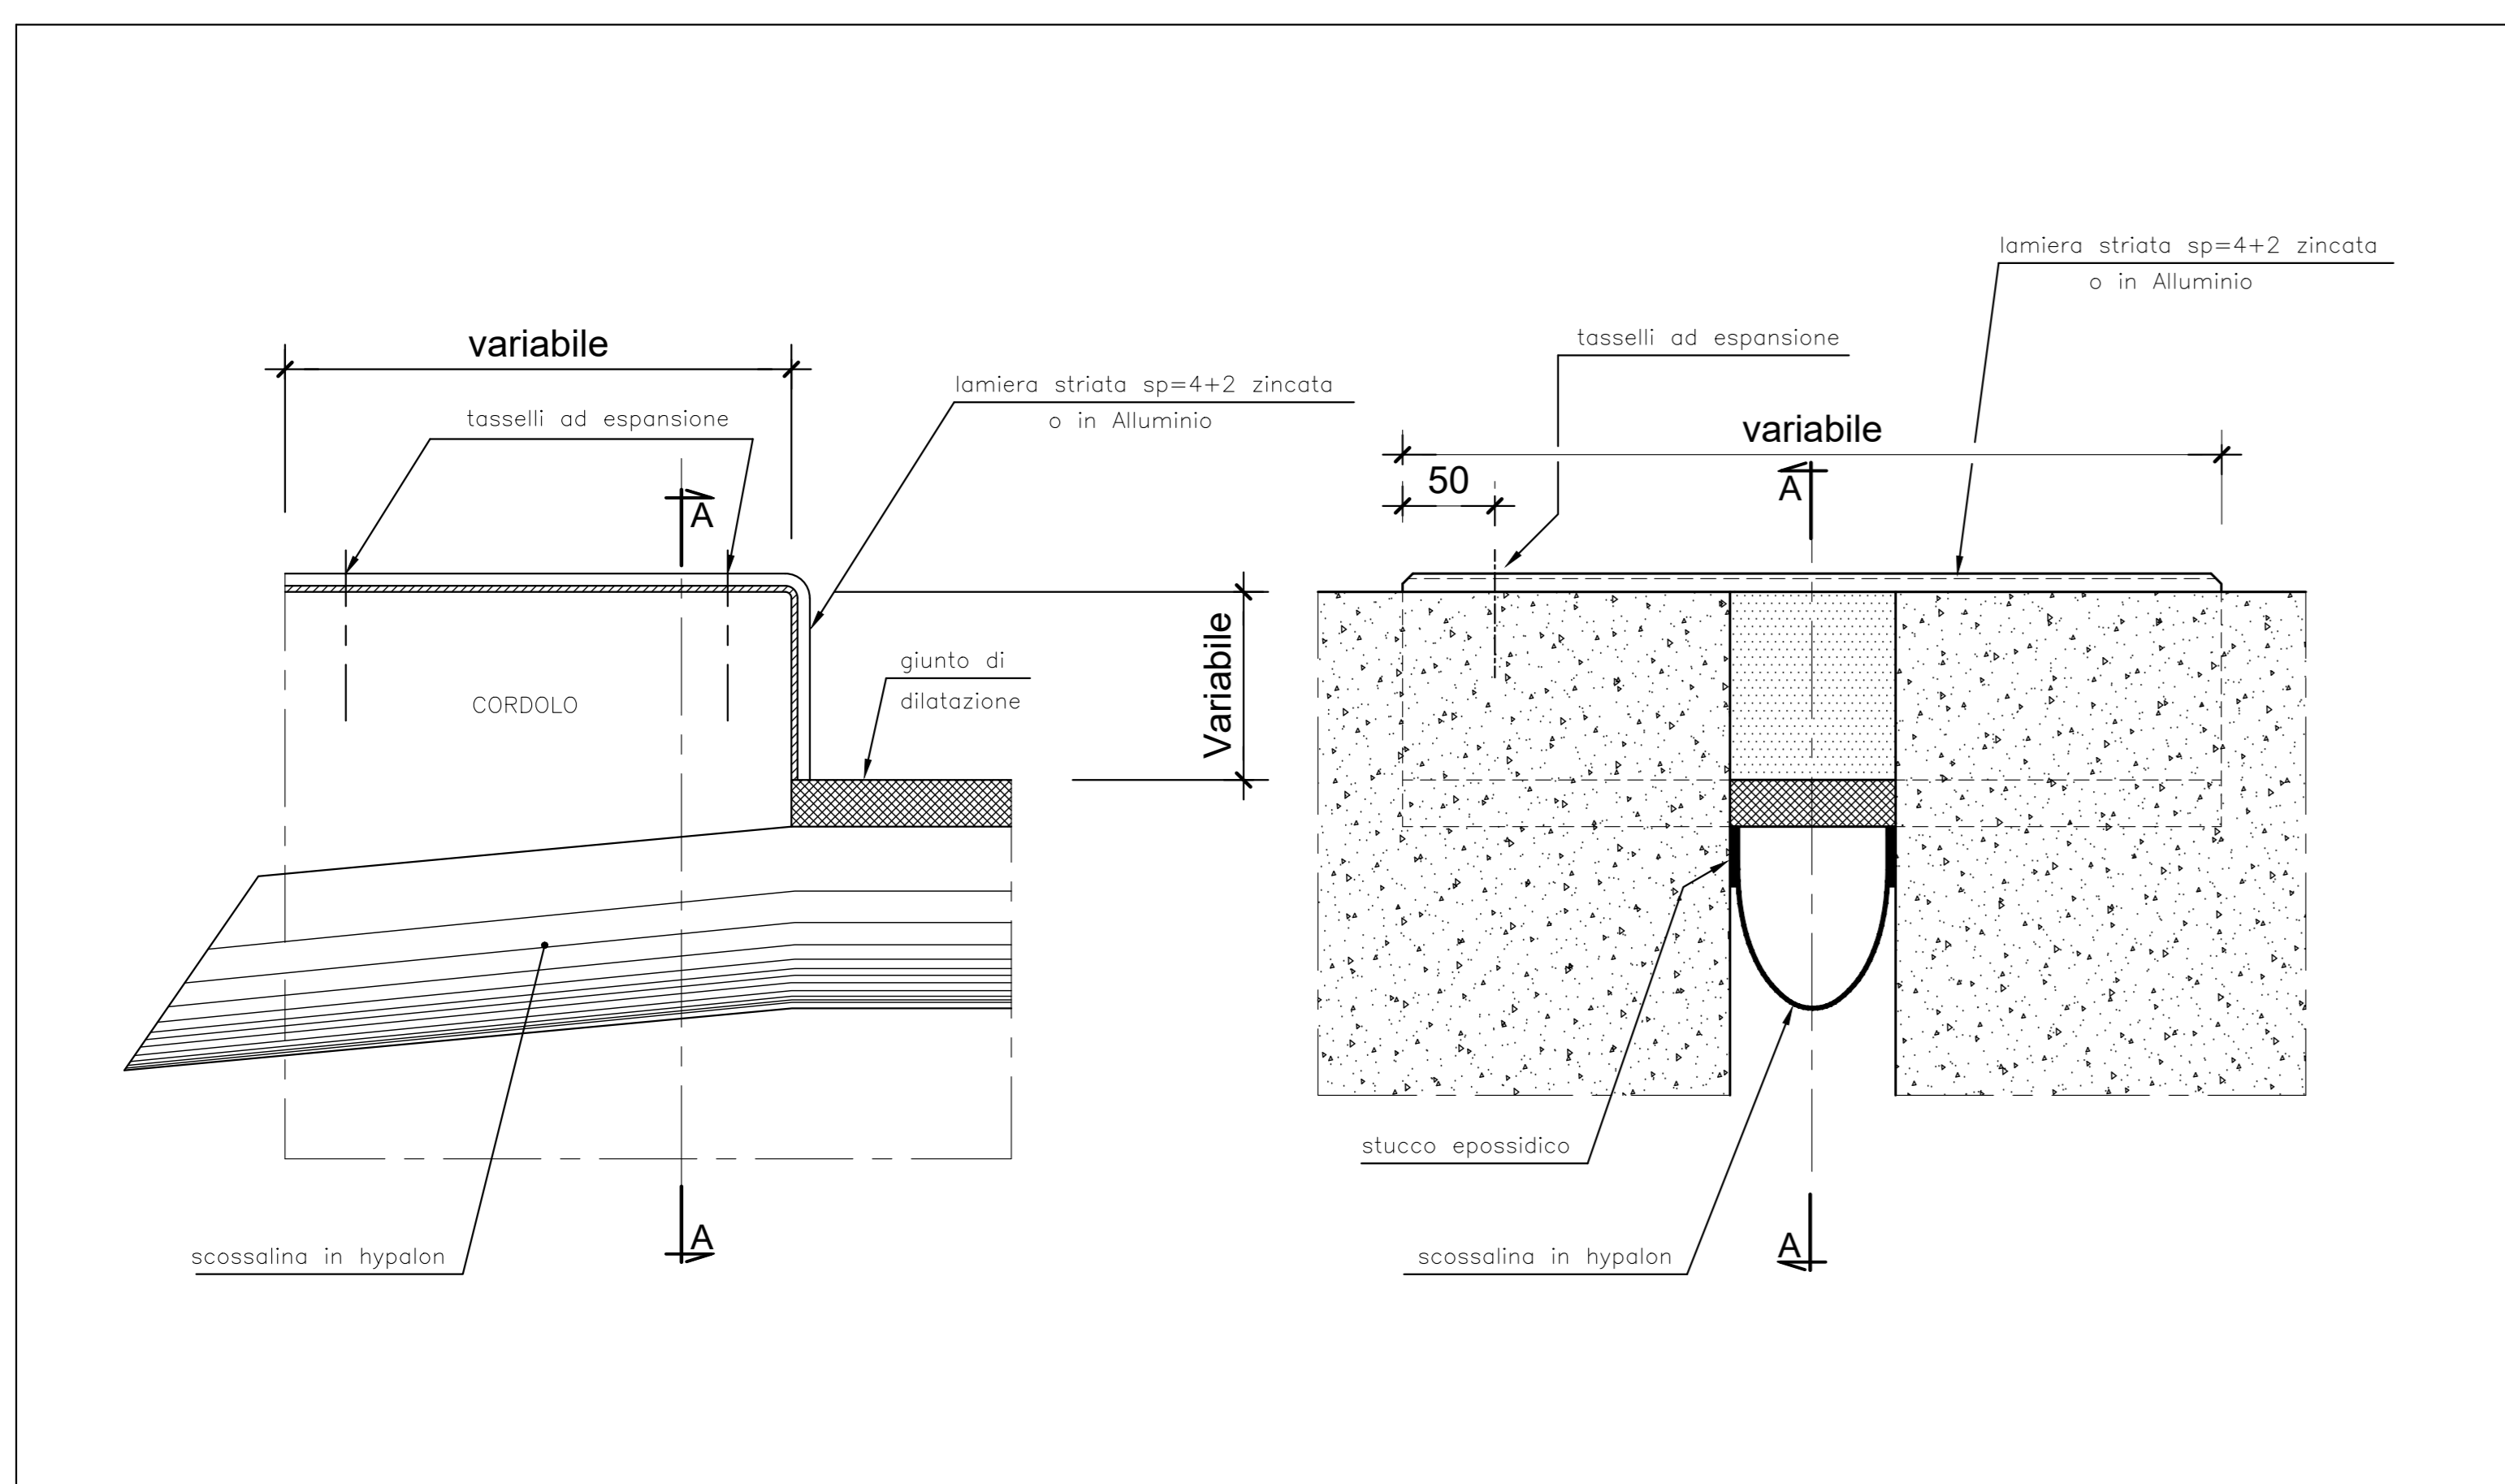 variabile
tasselli ad espansione
lamiera striata sp=4+2 zincata
o in Alluminio
A
CORDOLO
giunto di
dilatazione
Variabile
A
scossalina in hypalon
lamiera striata sp=4+2 zincata
o in Alluminio
tasselli ad espansione
variabile
50
A
stucco epossidico
scossalina in hypalon
A